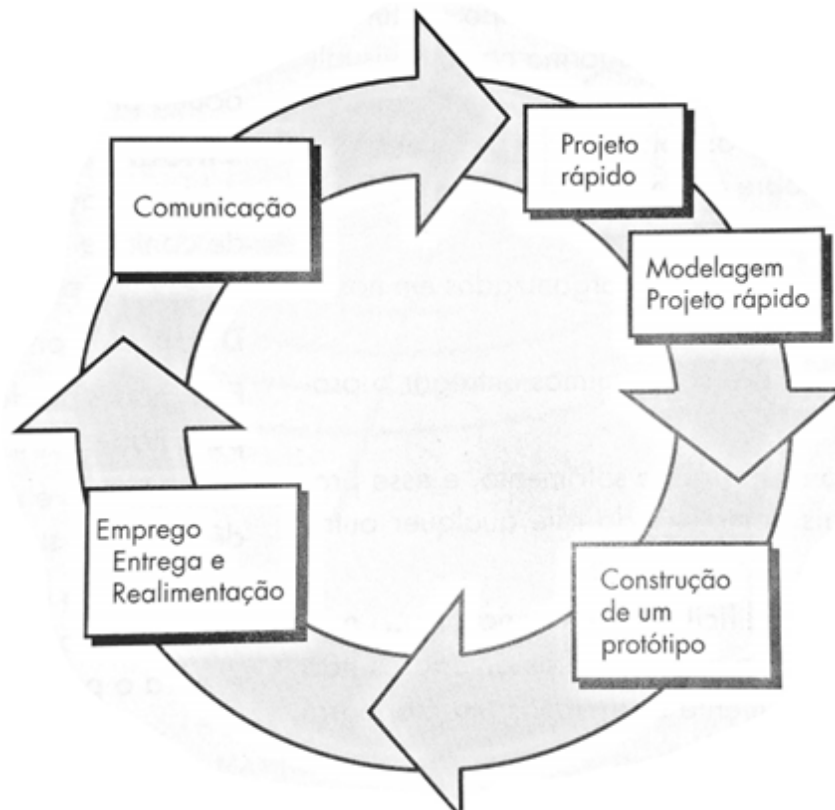 Comunicação
Projeto
rápido
Modelagem
Projeto rápido
Construção
de um
protótipo
Emprego
Entrega e
Realimentação